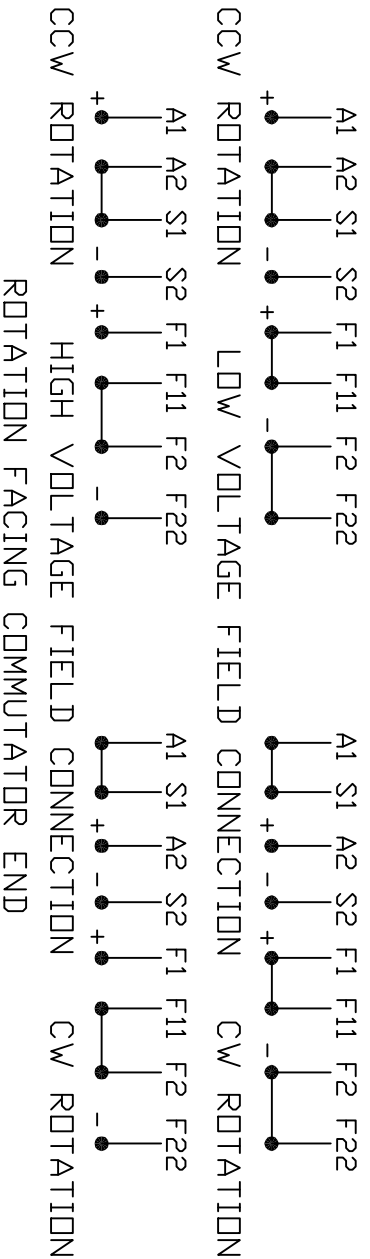 A1 A2 S1 S2 F1 F11 F2 F22 A1 S1 A2 S2 F1 F11 F2 F22
+ - + - + - + -
CCW ROTATION LOW VOLTAGE FIELD CONNECTION CW ROTATION
A1 A2 S1 S2 F1 F11 F2 F22 A1 S1 A2 S2 F1 F11 F2 F22
+ - + - + - + -
CCW ROTATION HIGH VOLTAGE FIELD CONNECTION CW ROTATION
ROTATION FACING COMMUTATOR END